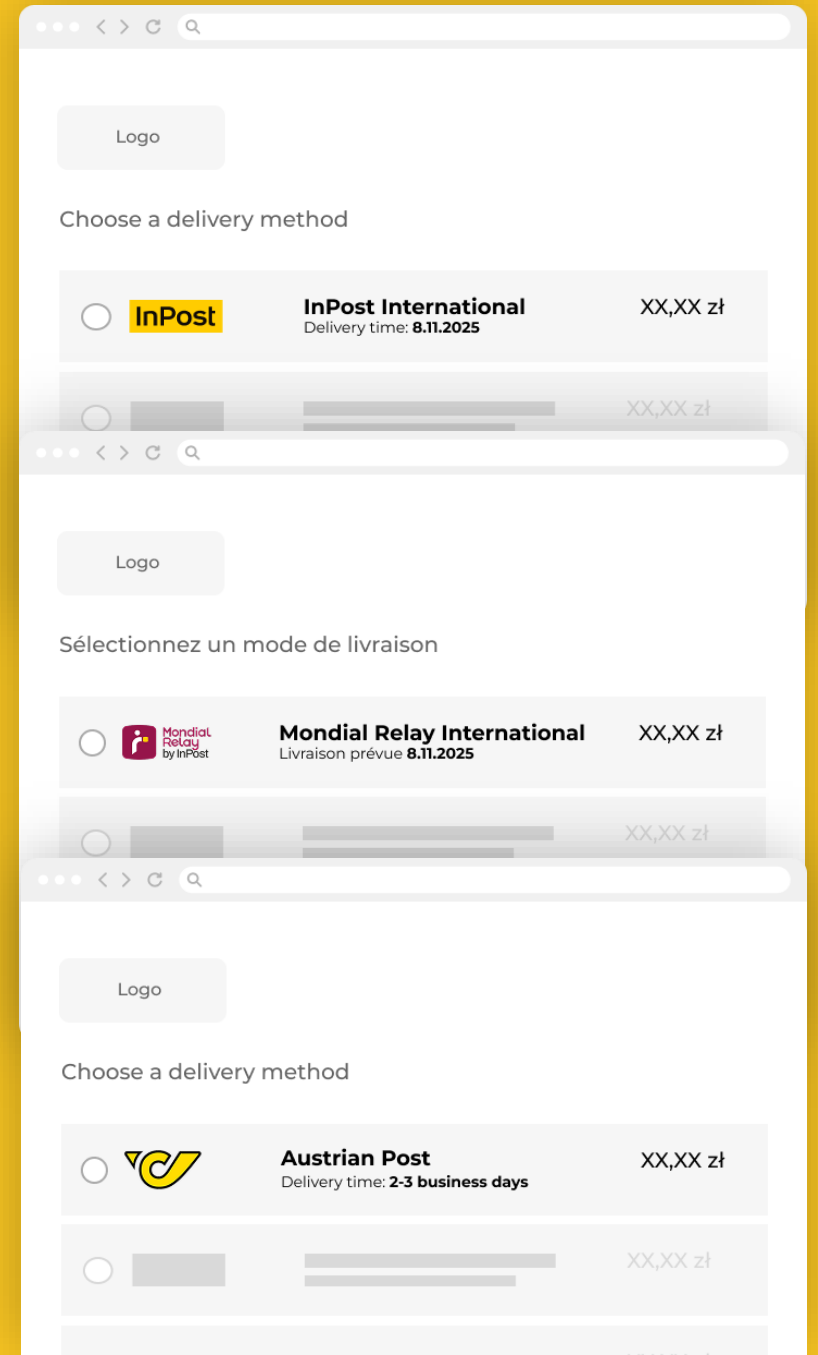 Logo
Choose a delivery method
InPost
InPost International
XX,XX zł
Delivery time: 8.11.2025
XX,XX zł
Logo
Sélectionnez un mode de livraison
Mondial
Relay
by InPost
Mondial Relay International
XX,XX zł
Livraison prévue 8.11.2025
XX,XX zł
Logo
Choose a delivery method
Austrian Post
XX,XX zł
Delivery time: 2-3 business days
XX,XX zł